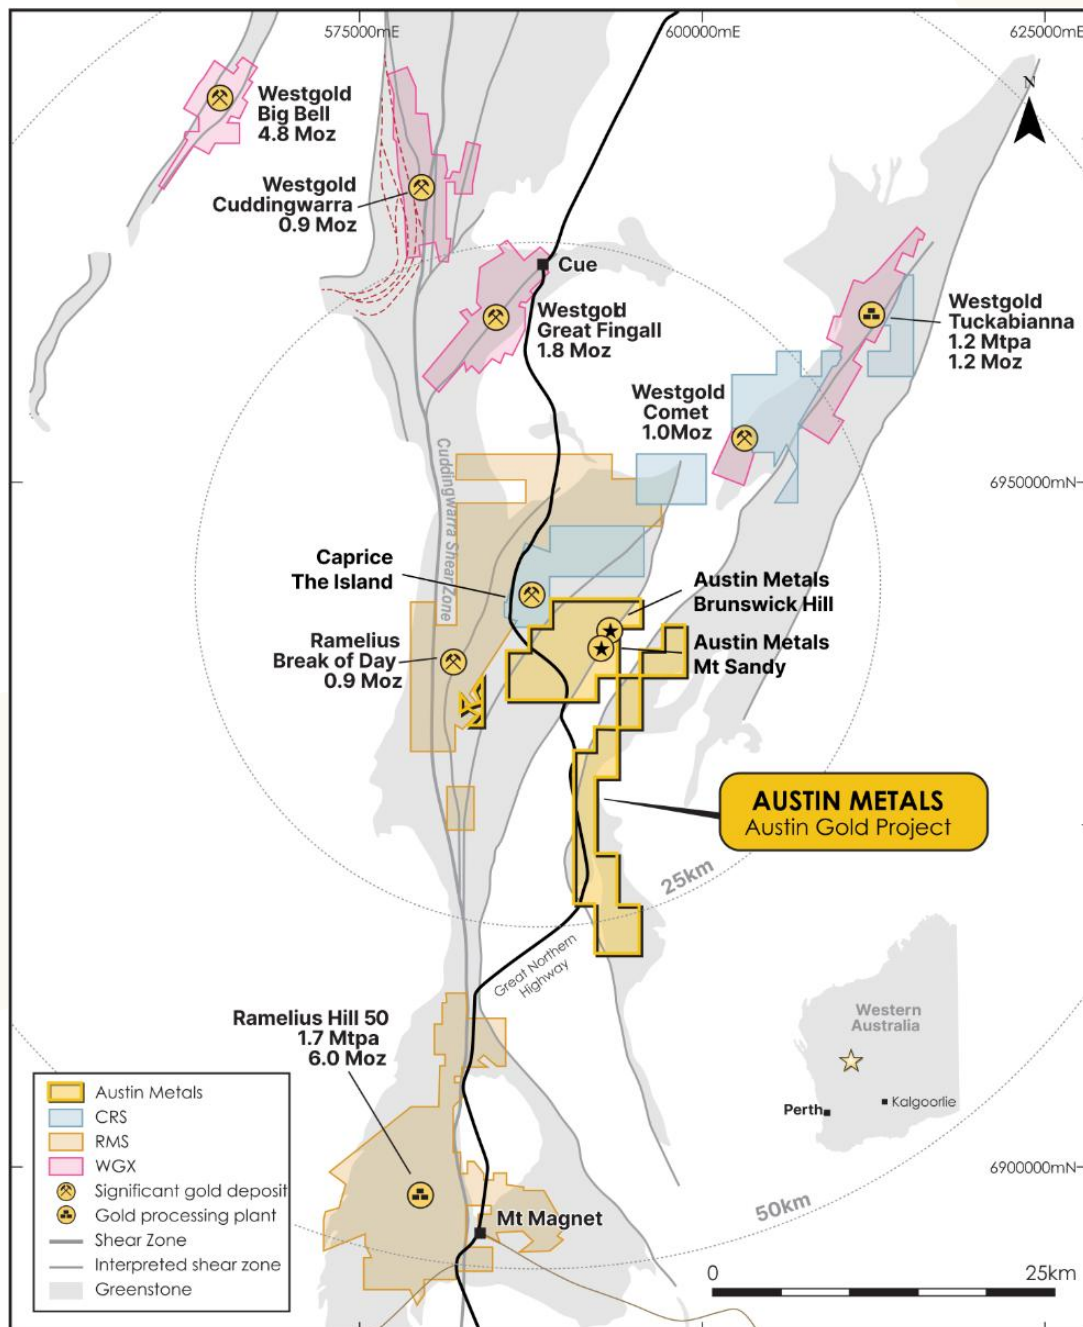 575000mE
600000mE
625000mE
N
Westgold
Big Bell
4.8 Moz
Westgold
Cuddingwarra
0.9 Moz
Cue
Westgold
Great Fingall
1.8 Moz
Westgold
Tuckabianna
1.2 Mtpa
1.2 Moz
Westgold
Comet
1.0Moz
Cuddingwarra Shear Zone
6950000mN
Caprice
The Island
Austin Metals
Brunswick Hill
Ramelius
Break of Day
0.9 Moz
Austin Metals
Mt Sandy
AUSTIN METALS
Austin Gold Project
25km
Great Northern
Highway
Ramelius Hill 50
1.7 Mtpa
6.0 Moz
Western
Australia
Perth
Kalgoorlie
6900000mN
50km
Mt Magnet
Austin Metals
CRS
RMS
WGX
Significant gold deposit
Gold processing plant
Shear Zone
Interpreted shear zone
Greenstone
0
25km